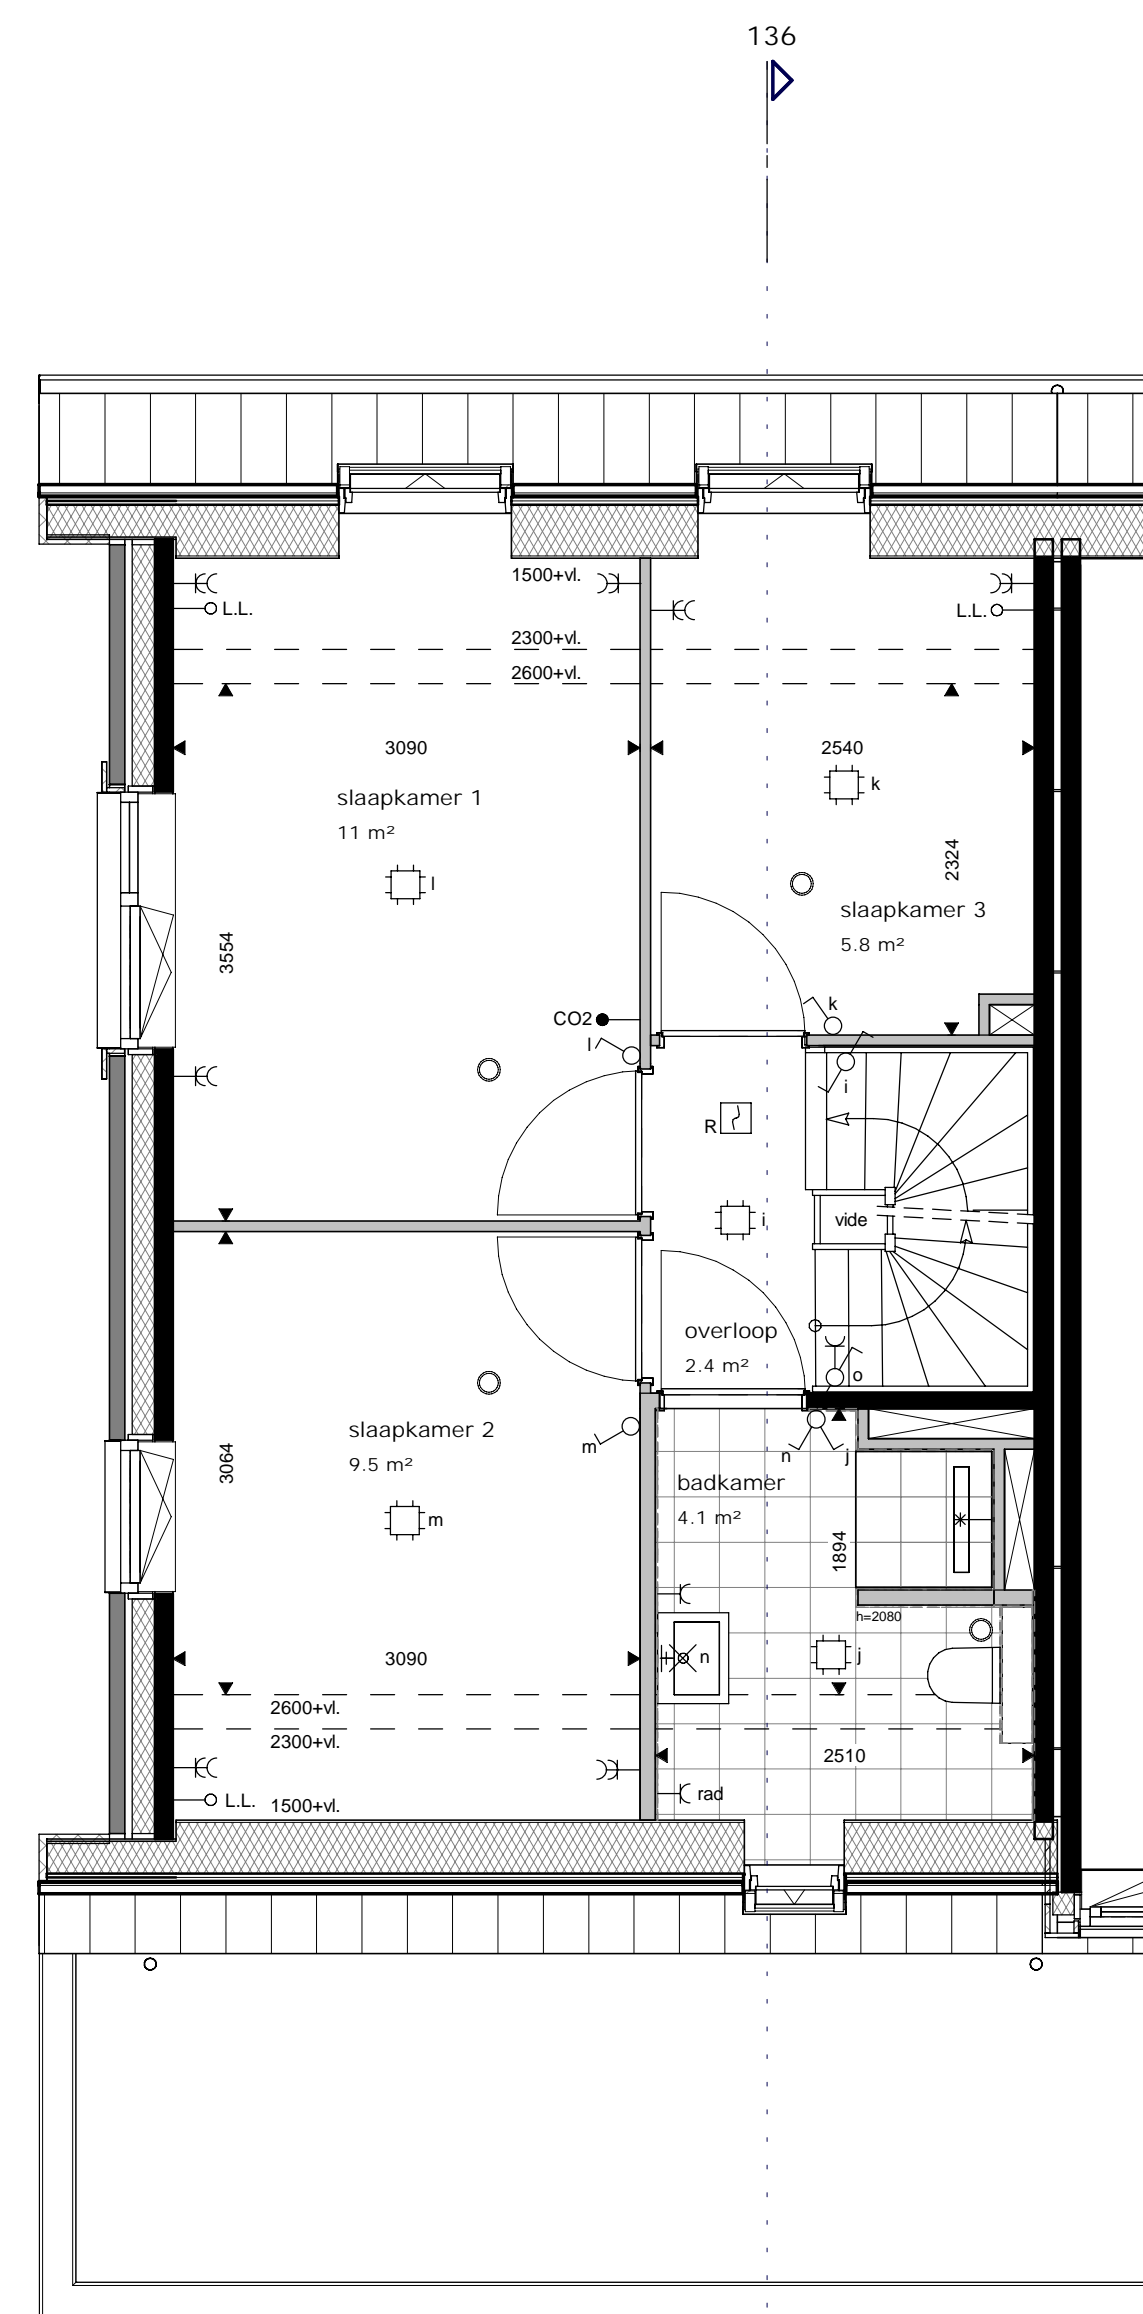 136
1500+vl.
L.L.
L.L.
2300+vl.
2600+vl.
3090
2540
k
slaapkamer 1
11 m²
l
2324
slaapkamer 3
5.8 m²
3554
k
CO2
l
i
R
i
vide
overloop
2.4 m²
o
slaapkamer 2
9.5 m²
m
n
j
3064
badkamer
4.1 m²
m
1894
h=2080
3090
n
j
2600+vl.
2300+vl.
2510
rad
L.L.
1500+vl.